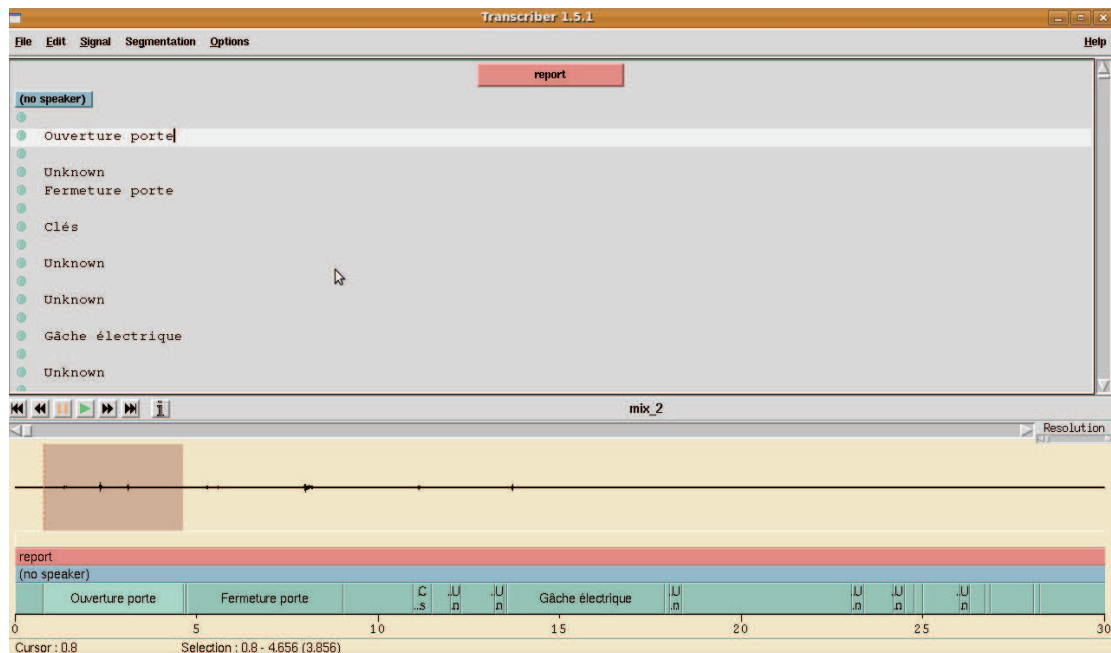 Transcriber 1.5.1
File Edit Signal Segmentation Options Help
report
(no speaker)
Ouverture porte
Unknown
Fermeture porte
Clés
Unknown
Unknown
Gâche électrique
Unknown
i mix_2
Resolution
report
(no speaker)
Ouverture porte Fermeture porte C ..s ..U .n ..U .n Gâche électrique ..U .n ..U .n ..U .n ..U .n
0 5 10 15 20 25 30
Cursor : 0.8 Selection : 0.8 - 4.656 (3.856)